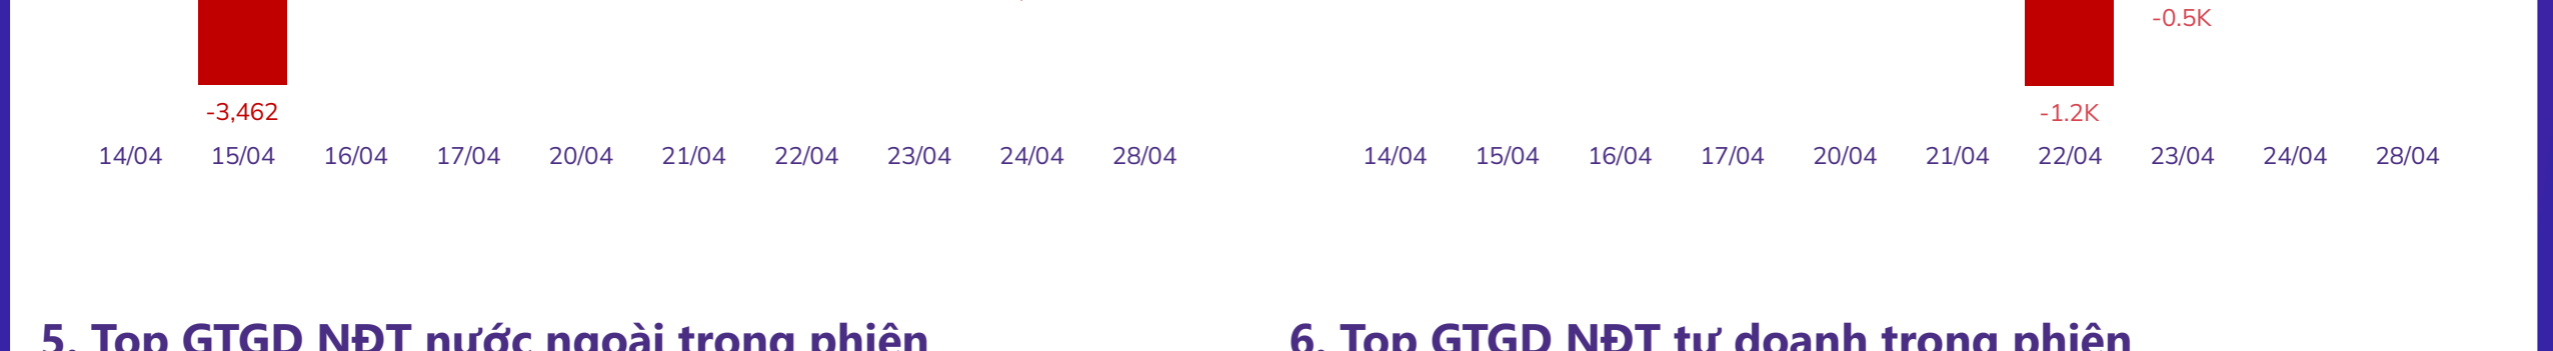 -0.5K
-3,462
-1.2K
14/04 15/04 16/04 17/04 20/04 21/04 22/04 23/04 24/04 28/04
14/04 15/04 16/04 17/04 20/04 21/04 22/04 23/04 24/04 28/04
5. Top GTGD NĐT nước ngoài trong phiên
6. Top GTGD NĐT tự doanh trong phiên